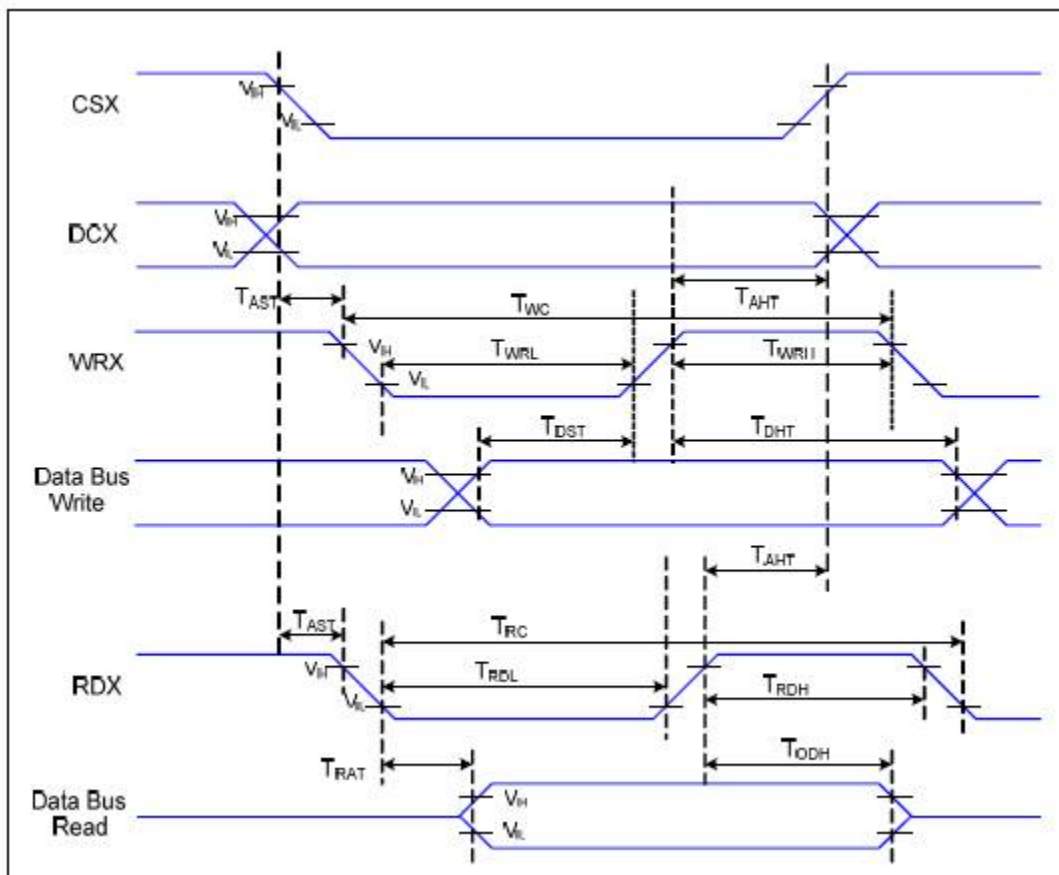 CSX
VIH
VIL
DCX
VIH
VIL
TAST
TWC
TAHT
WRX
VIH
VIL
TWRL
TWRH
TDST
TDHT
Data Bus
Write
VIH
VIL
TAHT
TAST
TRC
RDX
VIH
VIL
TRDL
TRDH
TRAT
TODH
Data Bus
Read
VIH
VIL